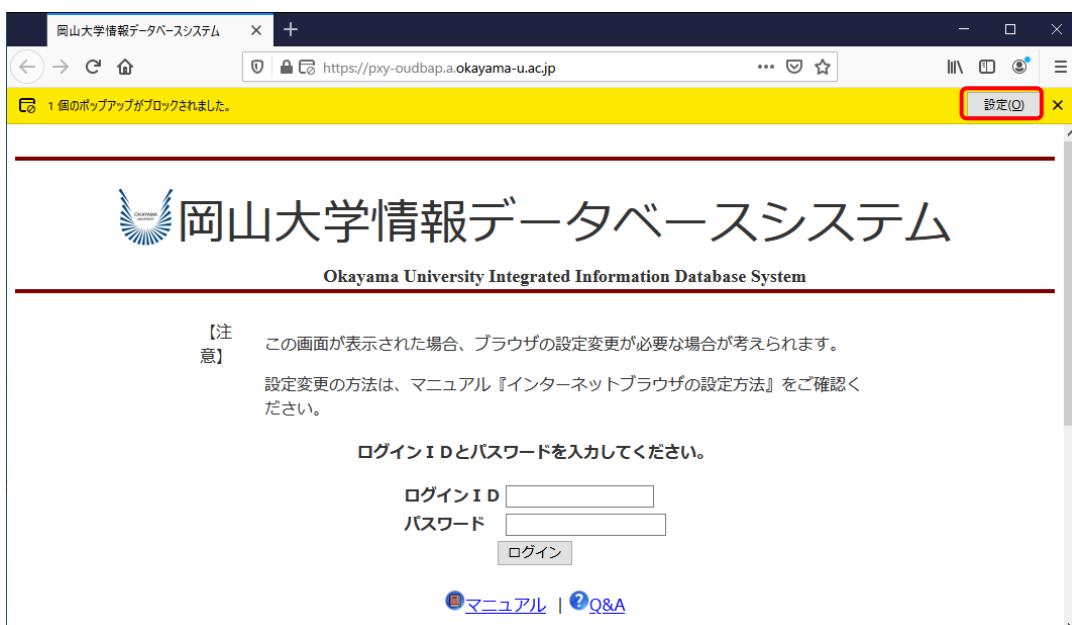 岡山大学情報データベースシステム
https://pxy-oudbap.a.okayama-u.ac.jp
1 個のポップアップがブロックされました。
設定(O)
岡山大学情報データベースシステム
Okayama University Integrated Information Database System
【注意】
この画面が表示された場合、ブラウザの設定変更が必要な場合が考えられます。
設定変更の方法は、マニュアル『インターネットブラウザの設定方法』をご確認く
ださい。
ログインＩＤとパスワードを入力してください。
ログインＩＤ
パスワード
ログイン
マニュアル | Q&A